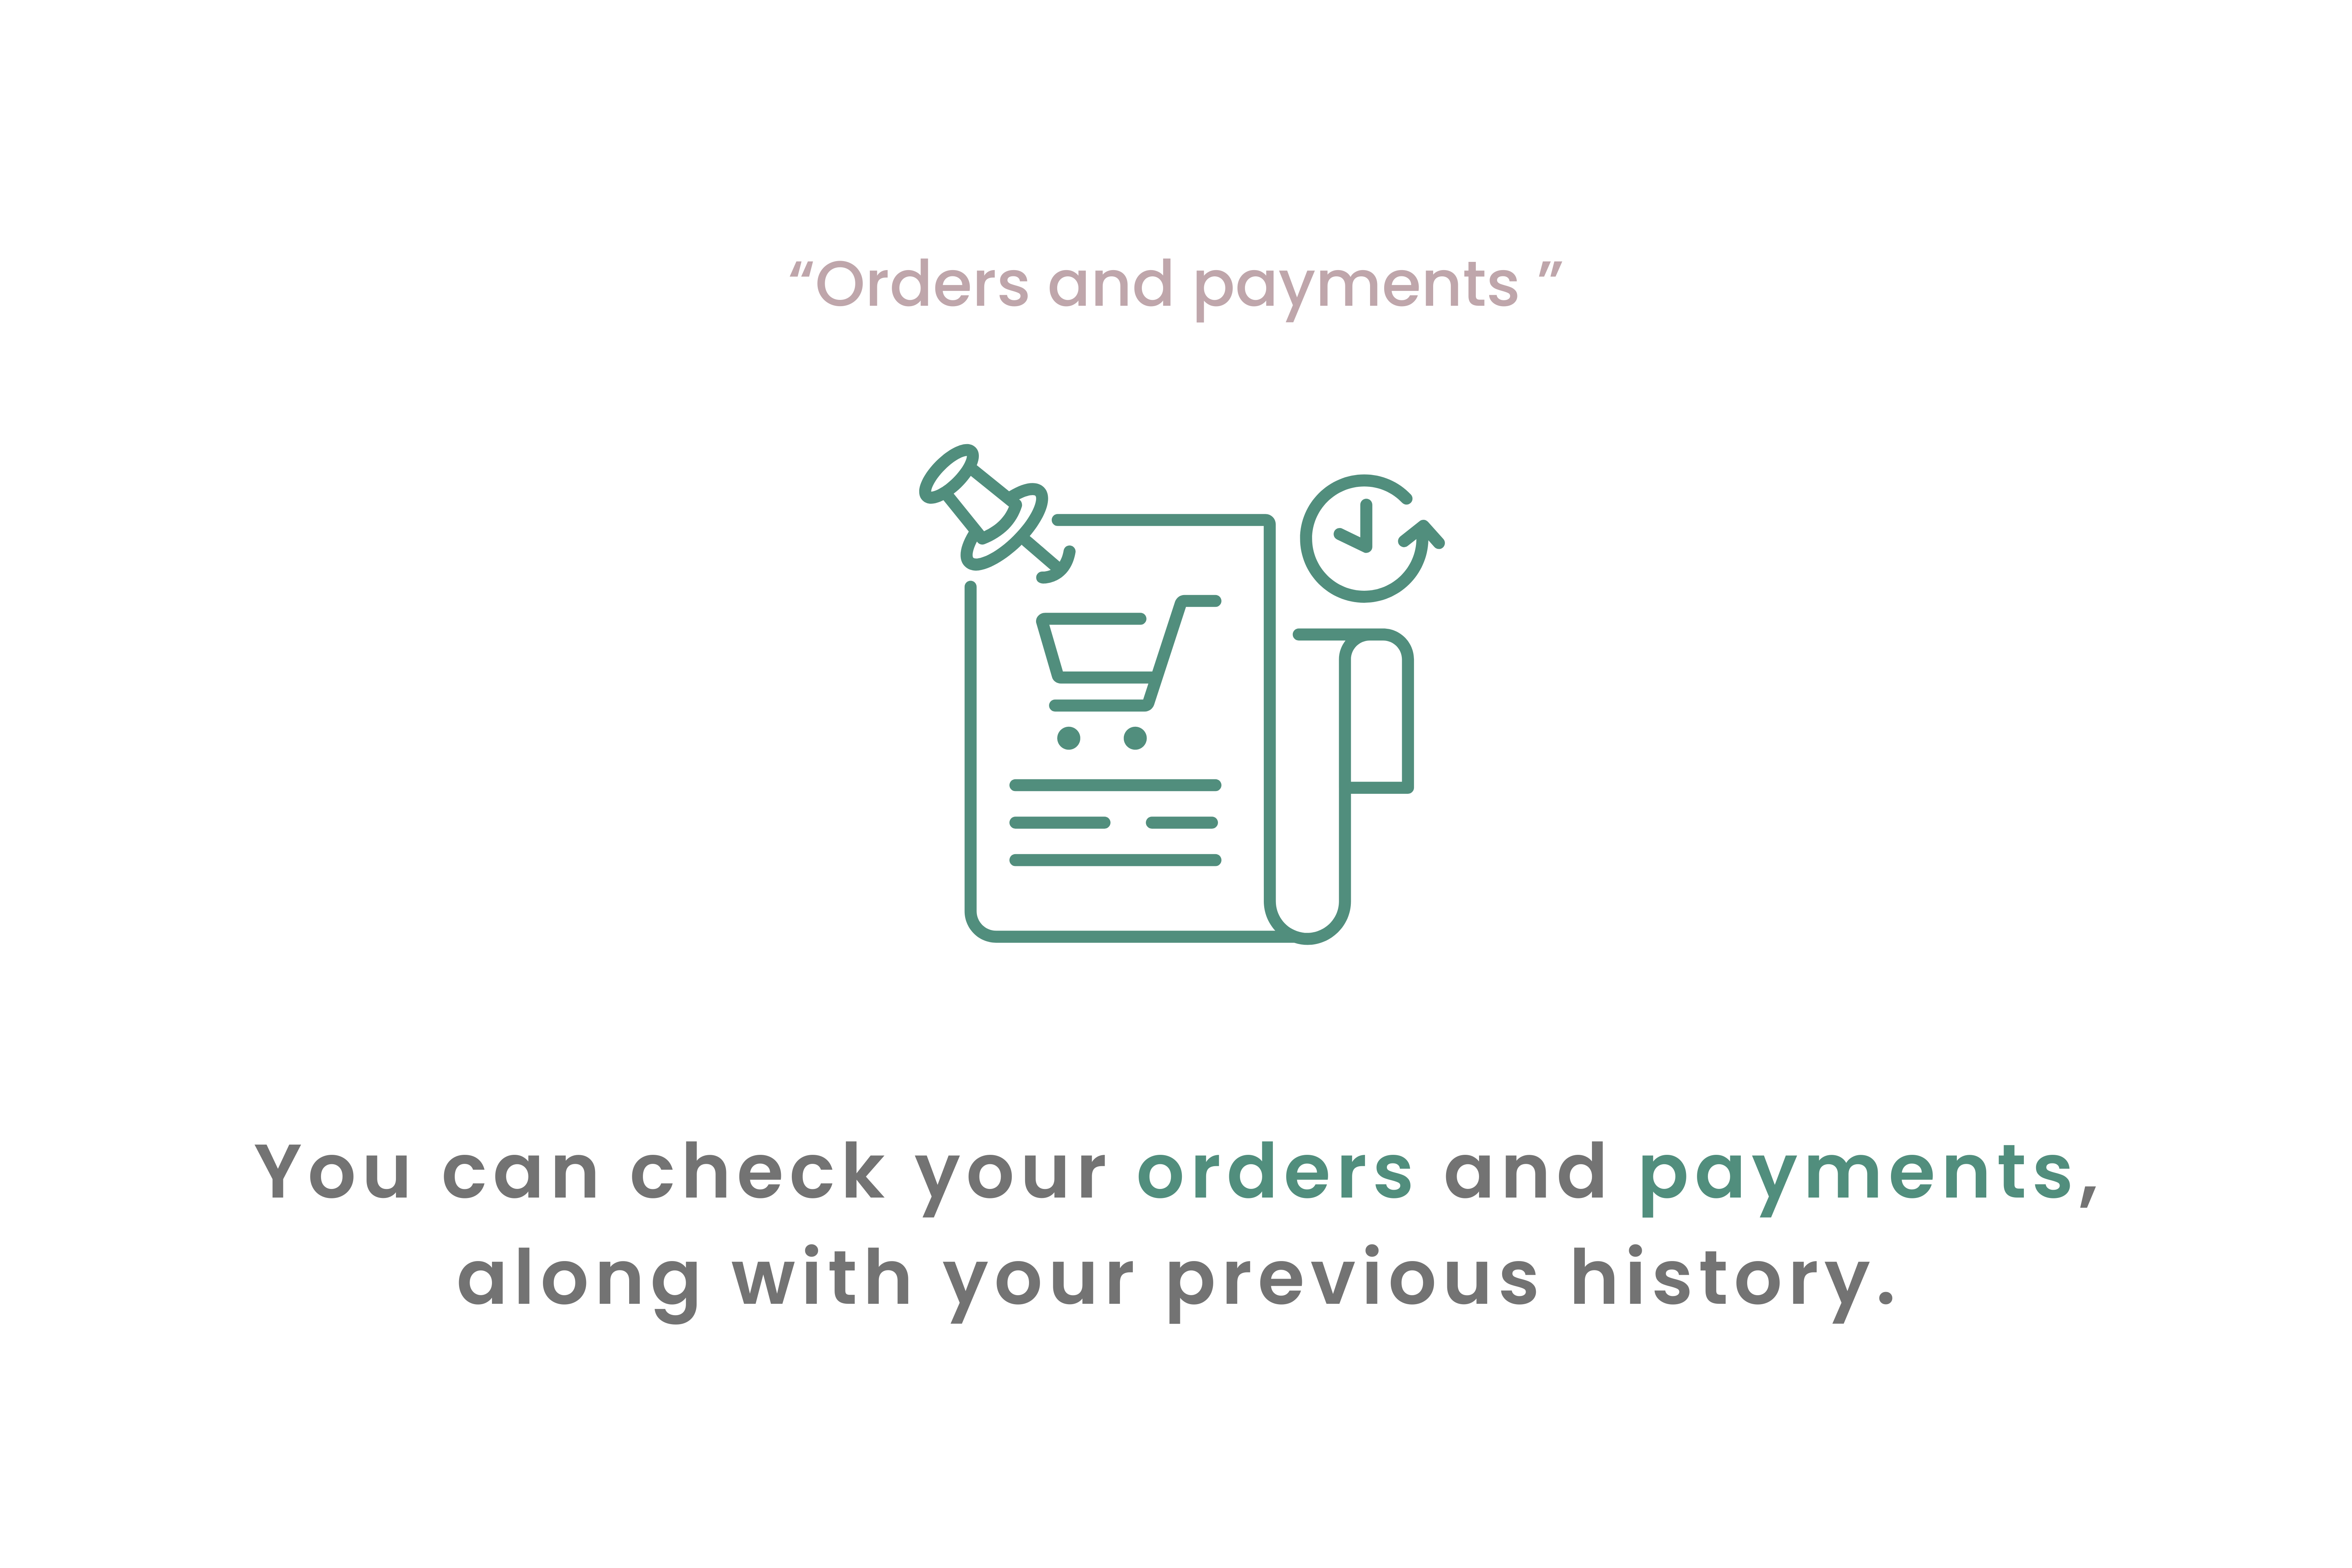 “Orders and payments ”
You can check your orders and payments,
along with your previous history.